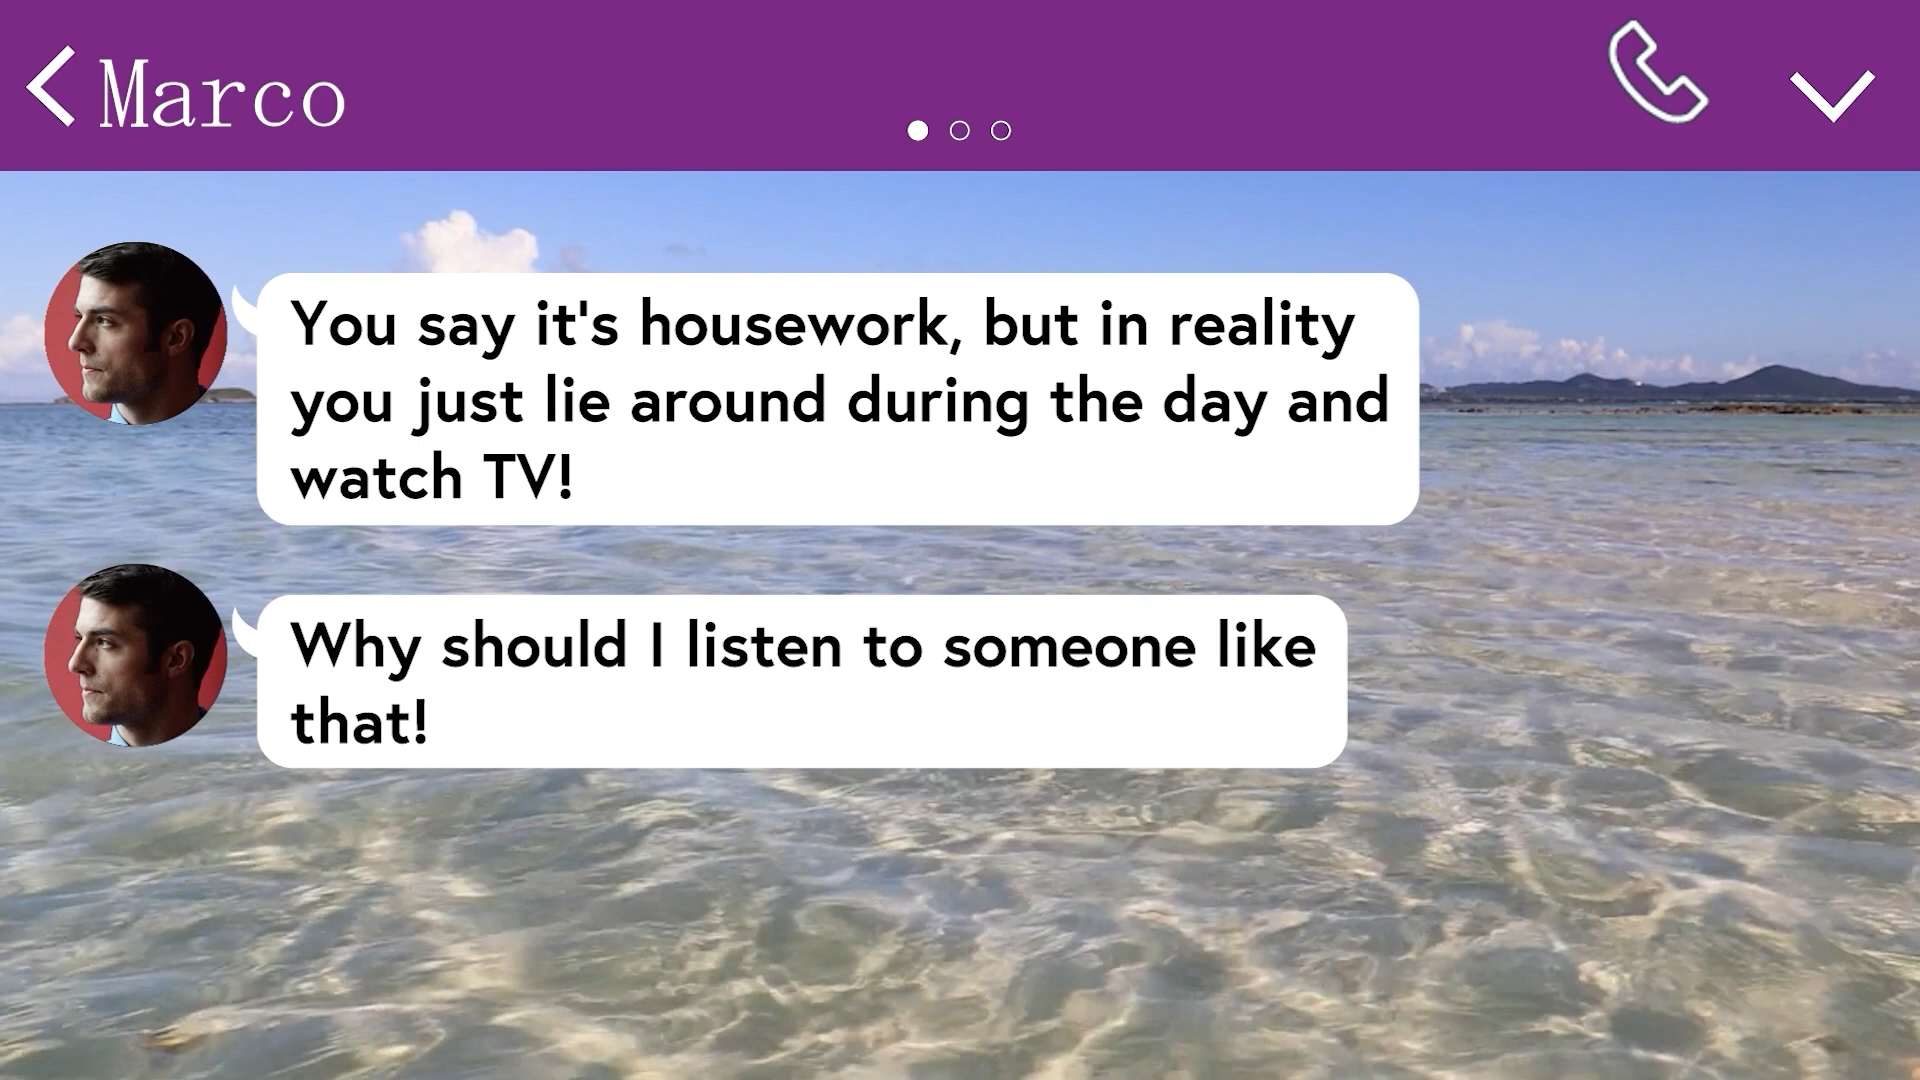 Marco
You say it's housework, but in reality
you just lie around during the day and
watch TV!
Why should I listen to someone like
that!